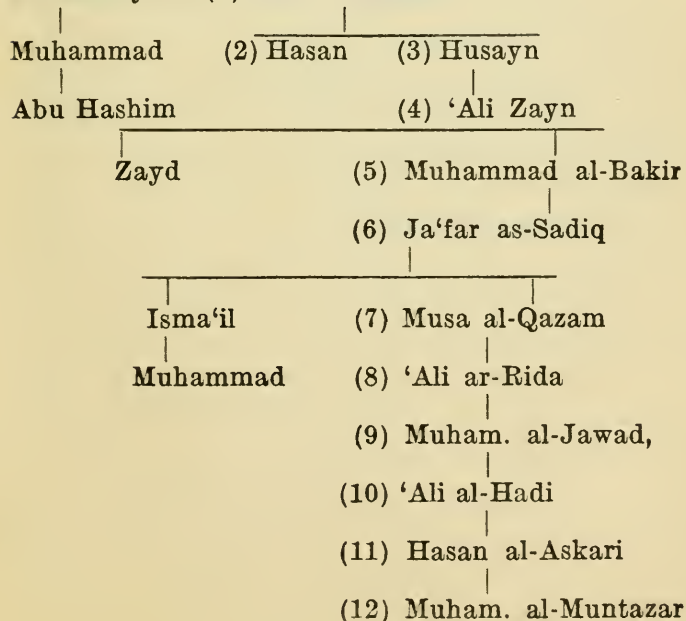 Muhammad (2) Hasan (3) Husayn
Abu Hashim (4) ‘Ali Zayn
Zayd (5) Muhammad al-Bakir
(6) Ja‘far as-Sadiq
Isma‘il (7) Musa al-Qazam
Muhammad (8) ‘Ali ar-Rida
(9) Muham. al-Jawad,
(10) ‘Ali al-Hadi
(11) Hasan al-Askari
(12) Muham. al-Muntazar